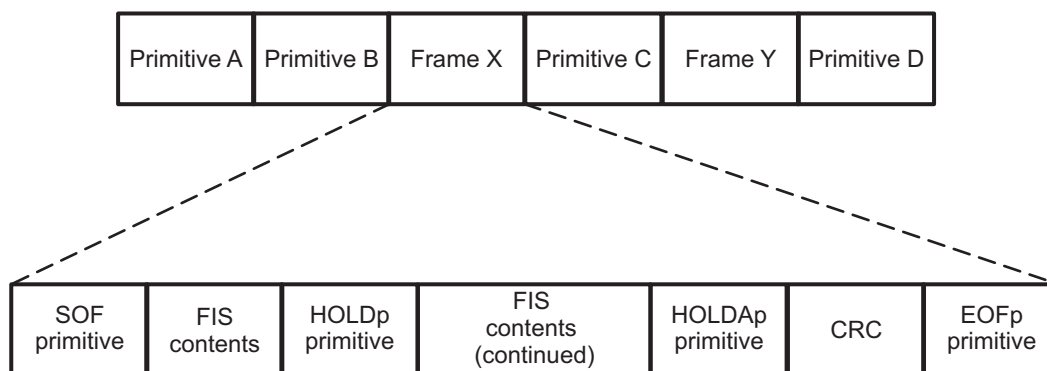 Primitive A Primitive B Frame X Primitive C Frame Y Primitive D
SOF
primitive
FIS
contents
HOLDp
primitive
FIS
contents
(continued)
HOLDAp
primitive
CRC
EOFp
primitive